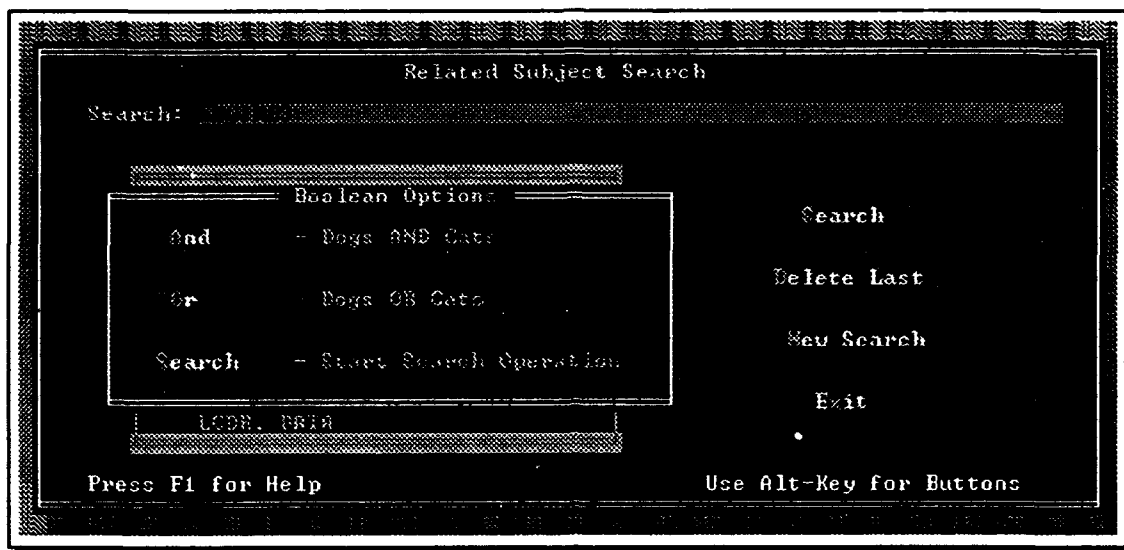 Related Subject Search
Search:
Boolean Options
And - Dogs AND Cats
Or - Dogs OR Cats
Search - Start Search Operation
Search
Delete Last
New Search
Exit
Press F1 for Help
Use Alt-Key for Buttons